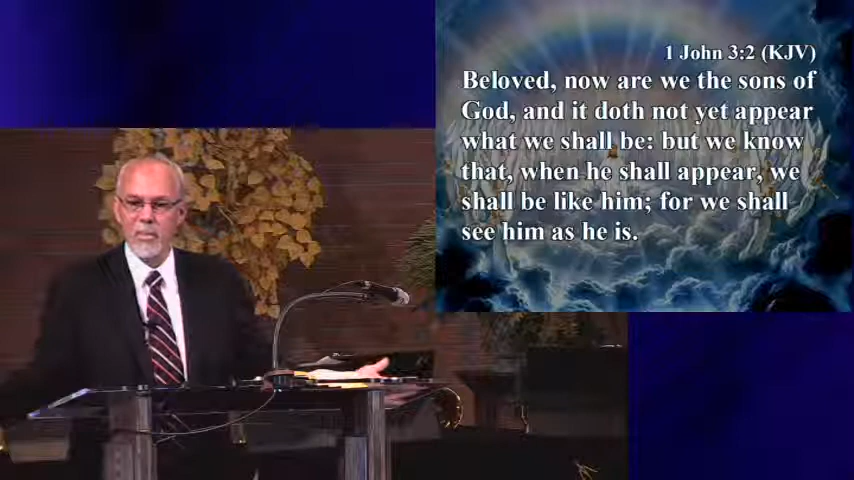 1 John 3:2 (KJV)
Beloved, now are we the sons of
God, and it doth not yet appear
what we shall be: but we know
that, when he shall appear, we
shall be like him; for we shall
see him as he is.